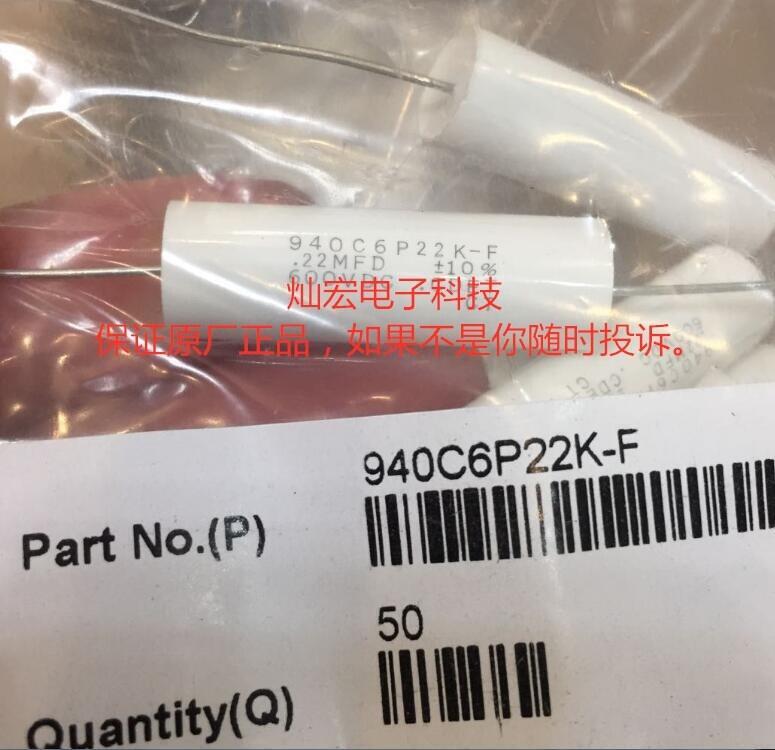 940C6P22K-F
.22MFD ±10%
600VDC
灿宏电子科技
保证原厂正品，如果不是你随时投诉。
940C6P22K-F
Part No.(P)
50
Quantity(Q)